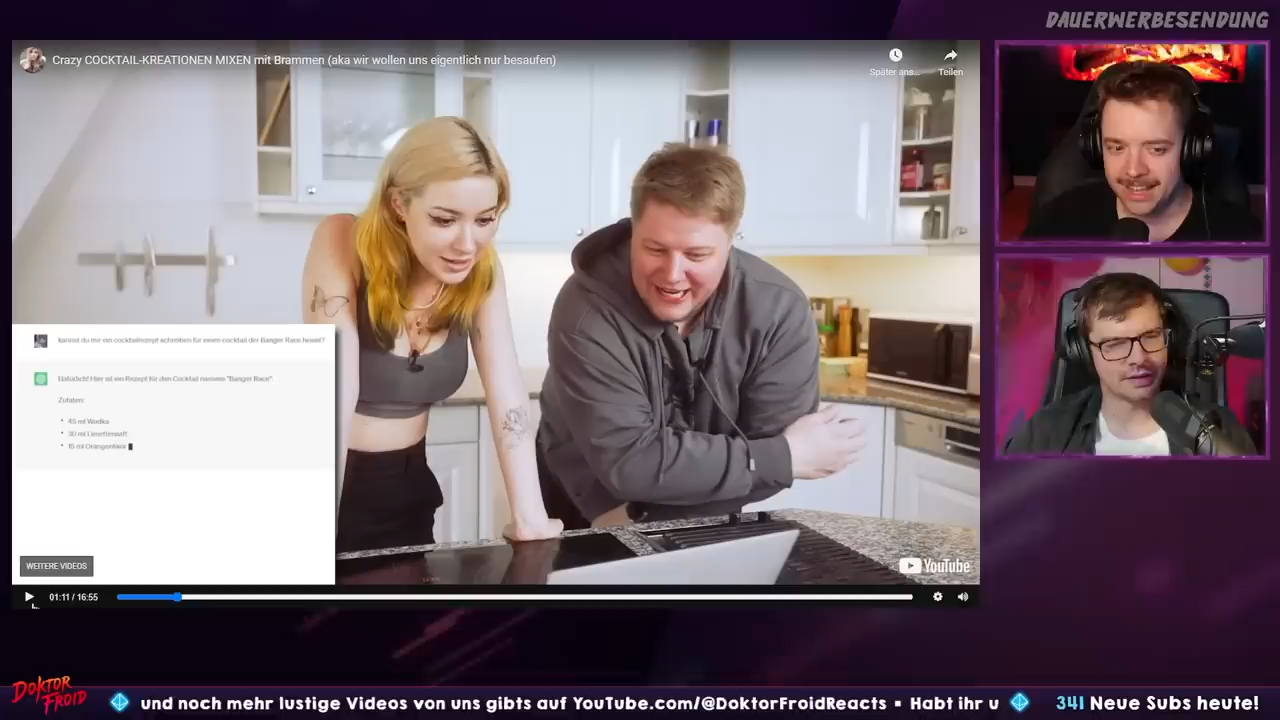 DAUERWERBESENDUNG
Crazy COCKTAIL-KREATIONEN MIXEN mit Brammen (aka wir wollen uns eigentlich nur besaufen)
Später ans...
Teilen
kannst du mir ein cocktailrezept schreiben für einem cocktail der Banger Race heisst?
Natürlich! Hier ist ein Rezept für den Cocktail namens "Banger Race":
Zutaten:
• 45 ml Wodka
• 30 ml Limettensaft
• 15 ml Orangenlikör
WEITERE VIDEOS
YouTube
01:11 / 16:55
DOKTOR FROID
und noch mehr lustige Videos von uns gibts auf YouTube.com/@DoktorFroidReacts ▪ Habt ihr u
341 Neue Subs heute!